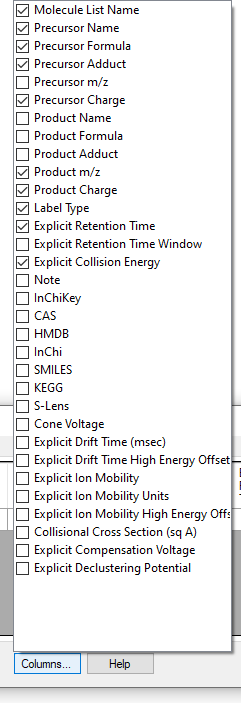 Molecule List Name
Precursor Name
Precursor Formula
Precursor Adduct
Precursor m/z
Precursor Charge
Product Name
Product Formula
Product Adduct
Product m/z
Product Charge
Label Type
Explicit Retention Time
Explicit Retention Time Window
Explicit Collision Energy
Note
InChiKey
CAS
HMDB
InChi
SMILES
KEGG
S-Lens
Cone Voltage
Explicit Drift Time (msec)
Explicit Drift Time High Energy Offset
Explicit Ion Mobility
Explicit Ion Mobility Units
Explicit Ion Mobility High Energy Offs
Collisional Cross Section (sq A)
Explicit Compensation Voltage
Explicit Declustering Potential
Columns...
Help